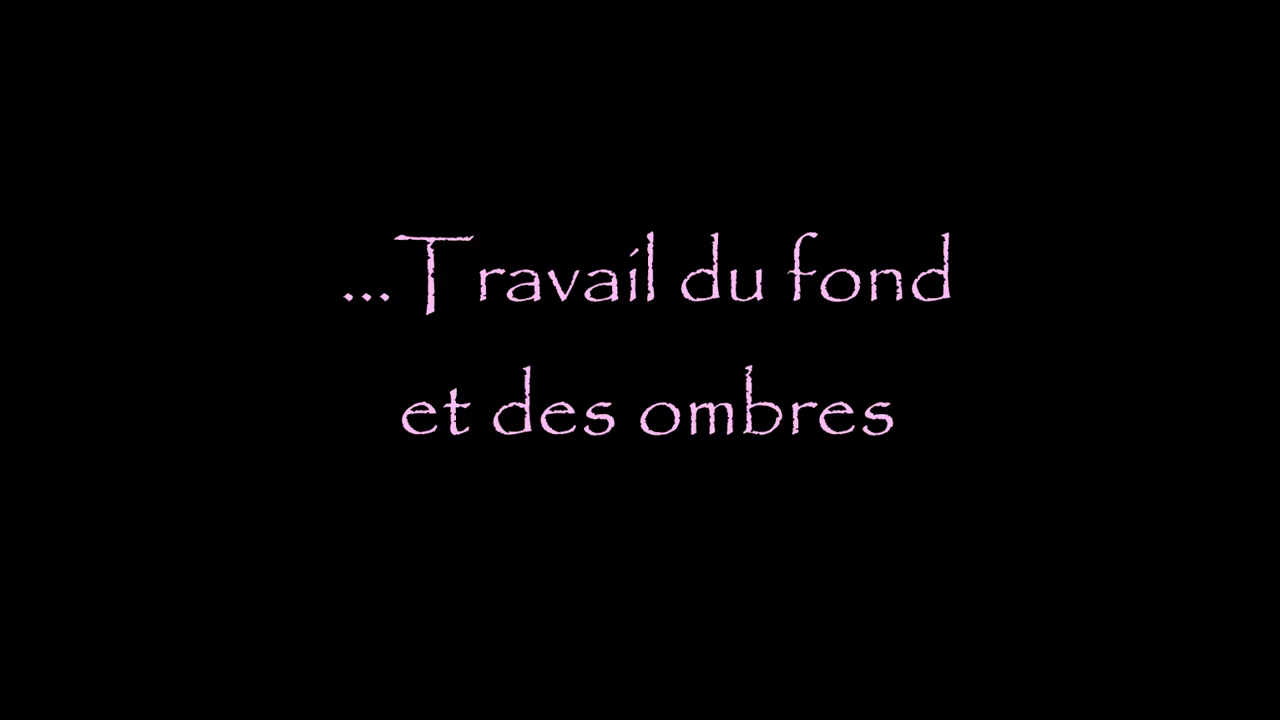 ...Travail du fond
et des ombres